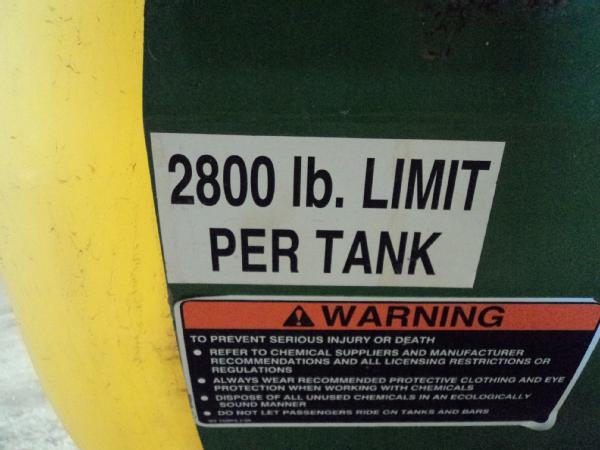 2800 lb. LIMIT
PER TANK
WARNING
TO PREVENT SERIOUS INJURY OR DEATH
• REFER TO CHEMICAL SUPPLIERS AND MANUFACTURER
RECOMMENDATIONS AND ALL LICENSING RESTRICTIONS OR
REGULATIONS
• ALWAYS WEAR RECOMMENDED PROTECTIVE CLOTHING AND EYE
PROTECTION WHEN WORKING WITH CHEMICALS
• DISPOSE OF ALL UNUSED CHEMICALS IN AN ECOLOGICALLY
SOUND MANNER
• DO NOT LET PASSENGERS RIDE ON TANKS AND BARS